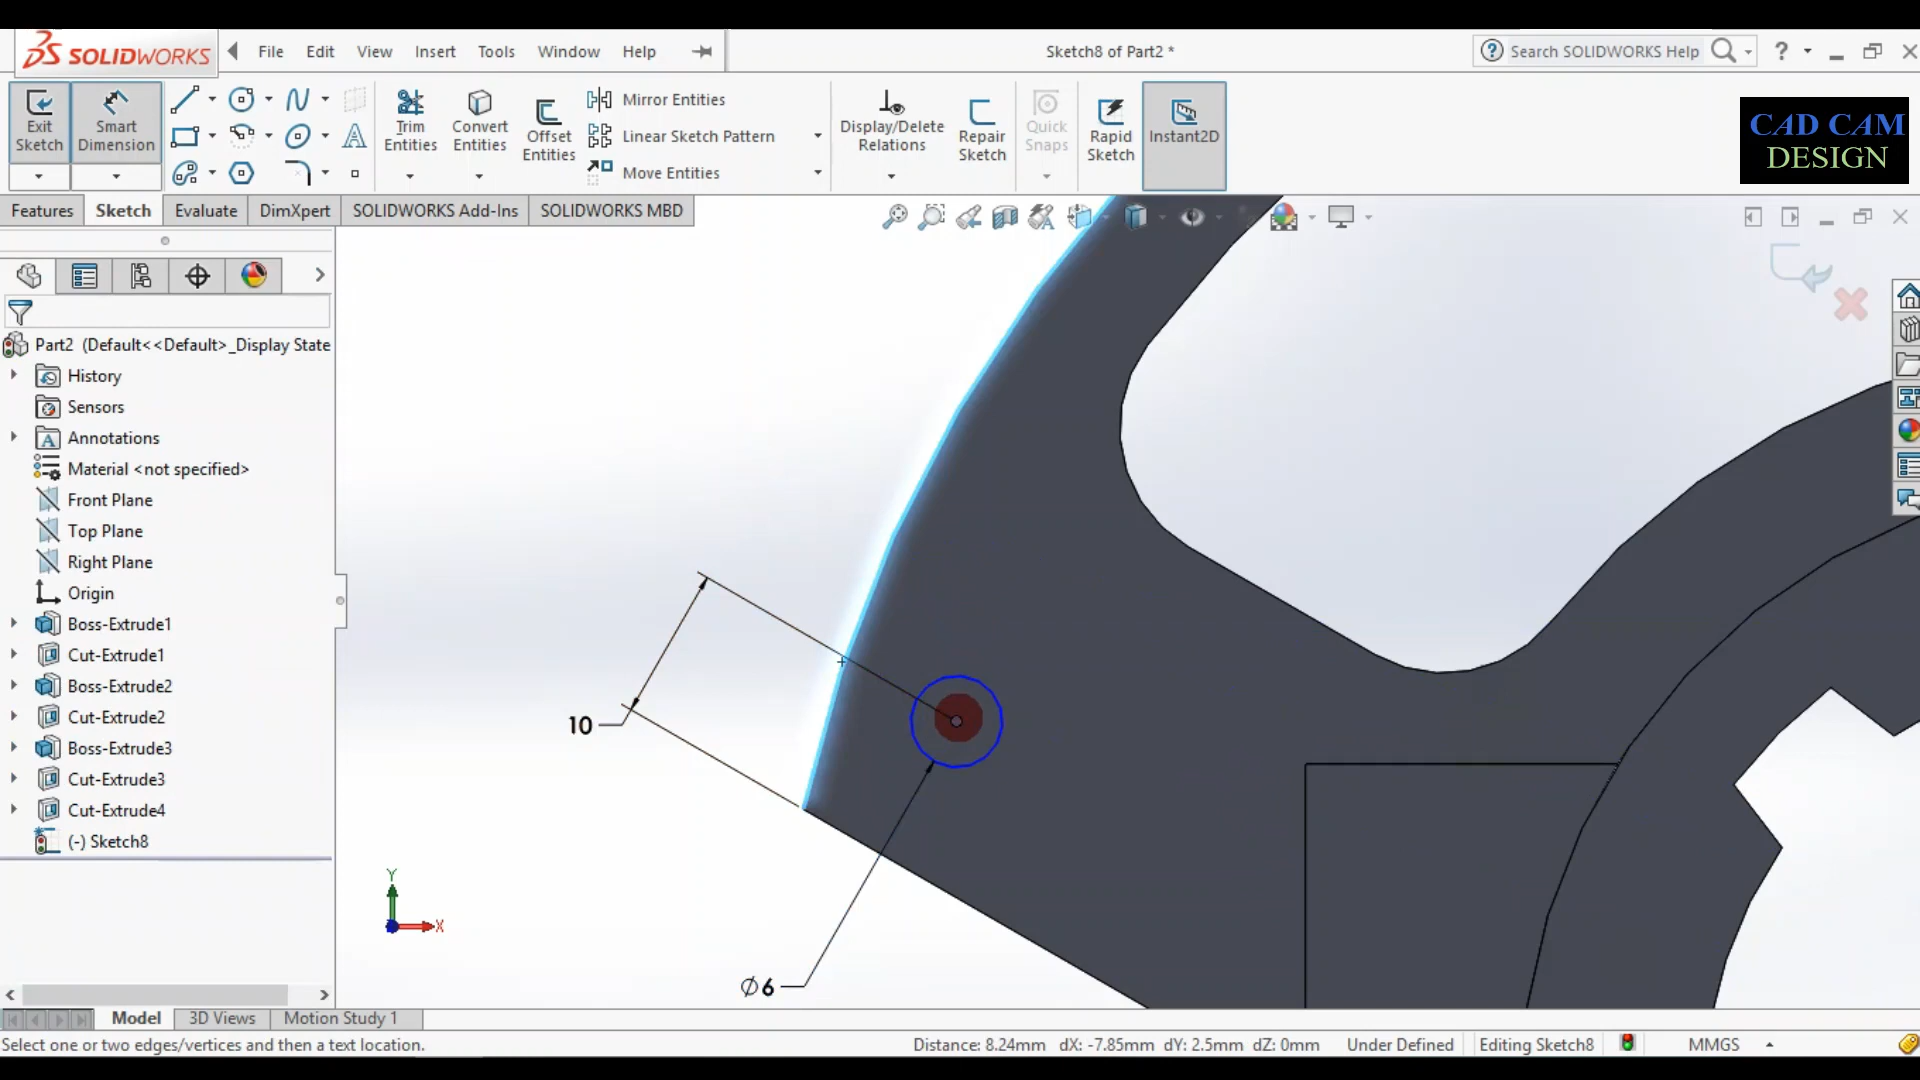 SOLIDWORKS File Edit View Insert Tools Window Help Sketch8 of Part2 * Search SOLIDWORKS Help ?
Exit Sketch
Smart Dimension
Trim Entities
Convert Entities
Offset Entities
Mirror Entities
Linear Sketch Pattern
Move Entities
Display/Delete Relations
Repair Sketch
Quick Snaps
Rapid Sketch
Instant2D
CAD CAM
DESIGN
Features Sketch Evaluate DimXpert SOLIDWORKS Add-Ins SOLIDWORKS MBD
Part2 (Default<<Default>_Display State
History
Sensors
Annotations
Material <not specified>
Front Plane
Top Plane
Right Plane
Origin
Boss-Extrude1
Cut-Extrude1
Boss-Extrude2
Cut-Extrude2
Boss-Extrude3
Cut-Extrude3
Cut-Extrude4
(-) Sketch8
10
∅6
Y
X
Model 3D Views Motion Study 1
Select one or two edges/vertices and then a text location. Distance: 8.24mm dX: -7.85mm dY: 2.5mm dZ: 0mm Under Defined Editing Sketch8 MMGS